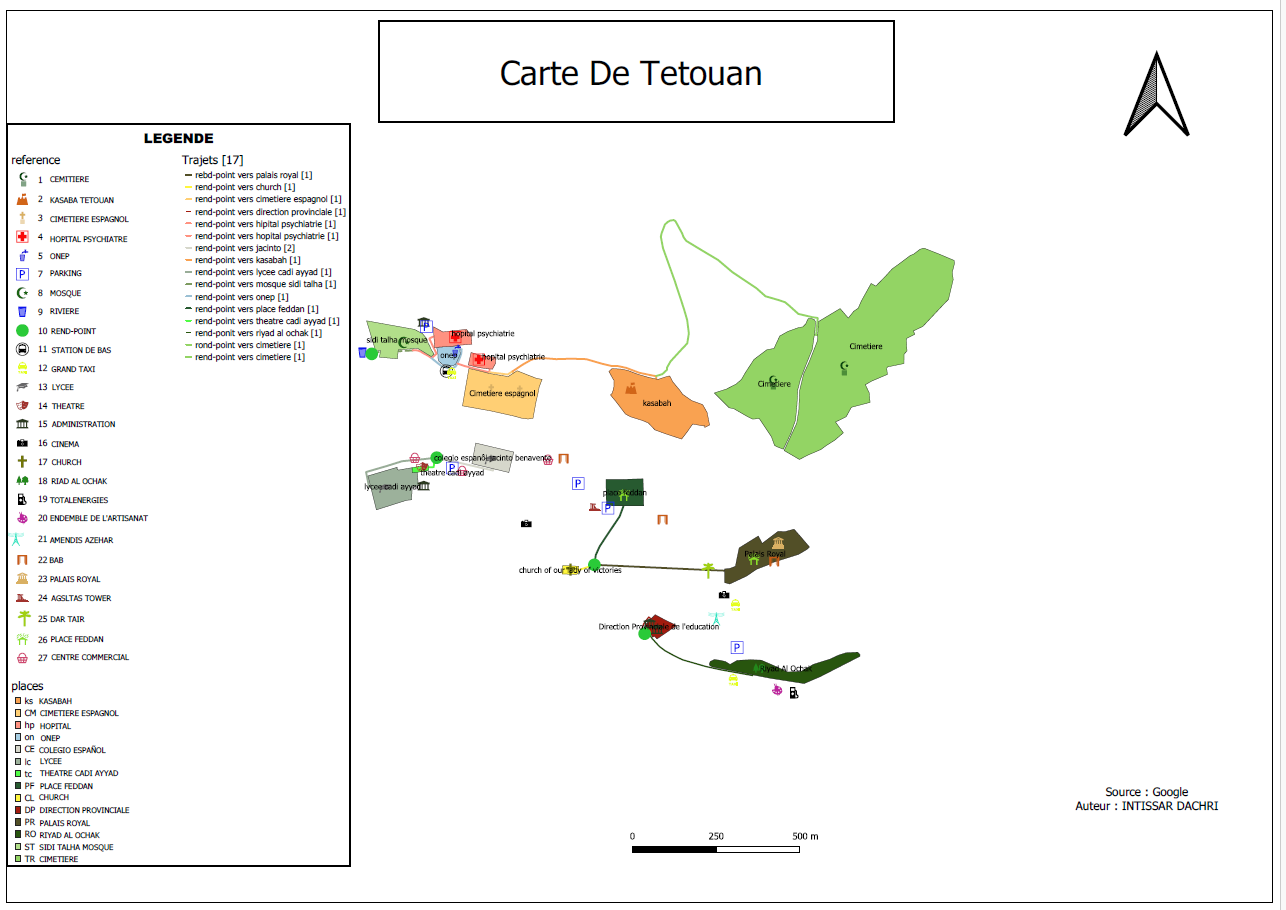 Carte De Tetouan
LEGENDE
reference
1 CEMITIERE
2 KASABA TETOUAN
3 CIMETIERE ESPAGNOL
4 HOPITAL PSYCHIATRE
5 ONEP
P 7 PARKING
8 MOSQUE
9 RIVIERE
10 REND-POINT
11 STATION DE BAS
12 GRAND TAXI
13 LYCEE
14 THEATRE
15 ADMINISTRATION
16 CINEMA
17 CHURCH
18 RIAD AL OCHAK
19 TOTALENERGIES
20 ENDEMBLE DE L'ARTISANAT
21 AMENDIS AZEHAR
22 BAB
23 PALAIS ROYAL
24 AGSLTAS TOWER
25 DAR TAIR
26 PLACE FEDDAN
27 CENTRE COMMERCIAL
Trajets [17]
rebd-point vers palais royal [1]
rend-point vers church [1]
rend-point vers cimetiere espagnol [1]
rend-point vers direction provinciale [1]
rend-point vers hipital psychiatrie [1]
rend-point vers hopital psychiatrie [1]
rend-point vers jacinto [2]
rend-point vers kasabah [1]
rend-point vers lycee cadi ayyad [1]
rend-point vers mosque sidi talha [1]
rend-point vers onep [1]
rend-point vers place feddan [1]
rend-point vers theatre cadi ayyad [1]
rend-ponit vers riyad al ochak [1]
rend-point vers cimetiere [1]
rend-point vers cimetiere [1]
places
ks KASABAH
CM CIMETIERE ESPAGNOL
hp HOPITAL
on ONEP
CE COLEGIO ESPAÑOL
lc LYCEE
tc THEATRE CADI AYYAD
PF PLACE FEDDAN
CL CHURCH
DP DIRECTION PROVINCIALE
PR PALAIS ROYAL
RO RIYAD AL OCHAK
ST SIDI TALHA MOSQUE
TR CIMETIERE
P
sidi talha mosque
hopital psychiatrie
onep
hopital psychiatrie
Cimetiere espagnol
kasabah
Cimetiere
Cimetiere
colegio español jacinto benavento
P
theatre cadi ayyad
lycee cadi ayyad
P
place feddan
P
church of our lady of victories
Palais Royal
Direction Provinciale de l'education
P
Riyad Al Ochak
Source : Google
Auteur : INTISSAR DACHRI
0 250 500 m